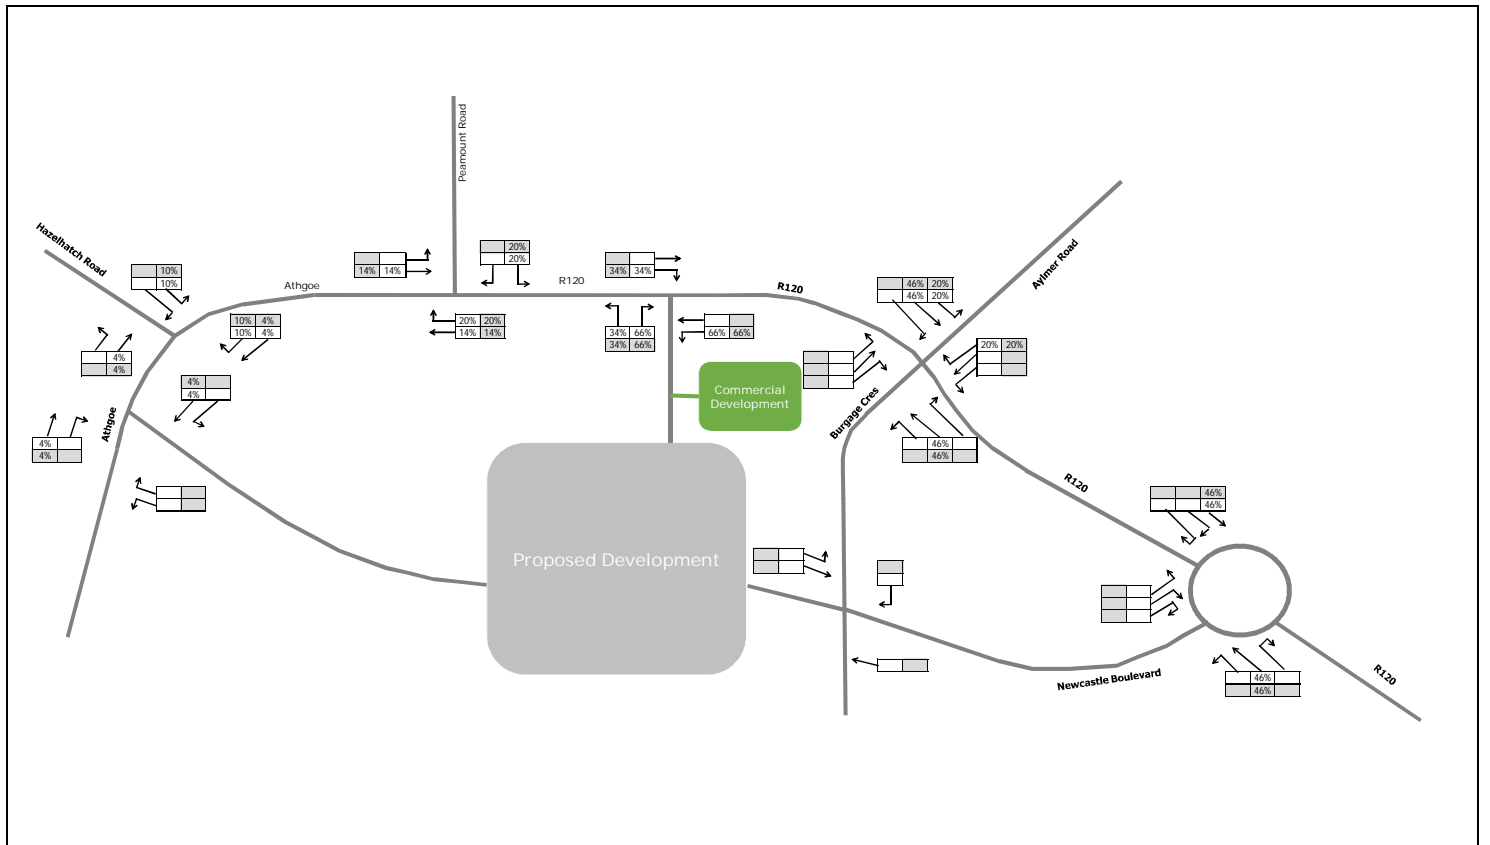 Peamount Road
Hazelhatch Road
Aylmer Road
20%
20%
10%
10%
14% 14%
34% 34%
Athgoe
R120
R120
46% 20%
46% 20%
10% 4%
10% 4%
20% 20%
14% 14%
34% 66%
34% 66%
66% 66%
20% 20%
4%
4%
4%
4%
Commercial
Development
Burgage Cres
Athgoe
4%
4%
46%
46%
R120
46%
46%
Proposed Development
Newcastle Boulevard
46%
46%
R120